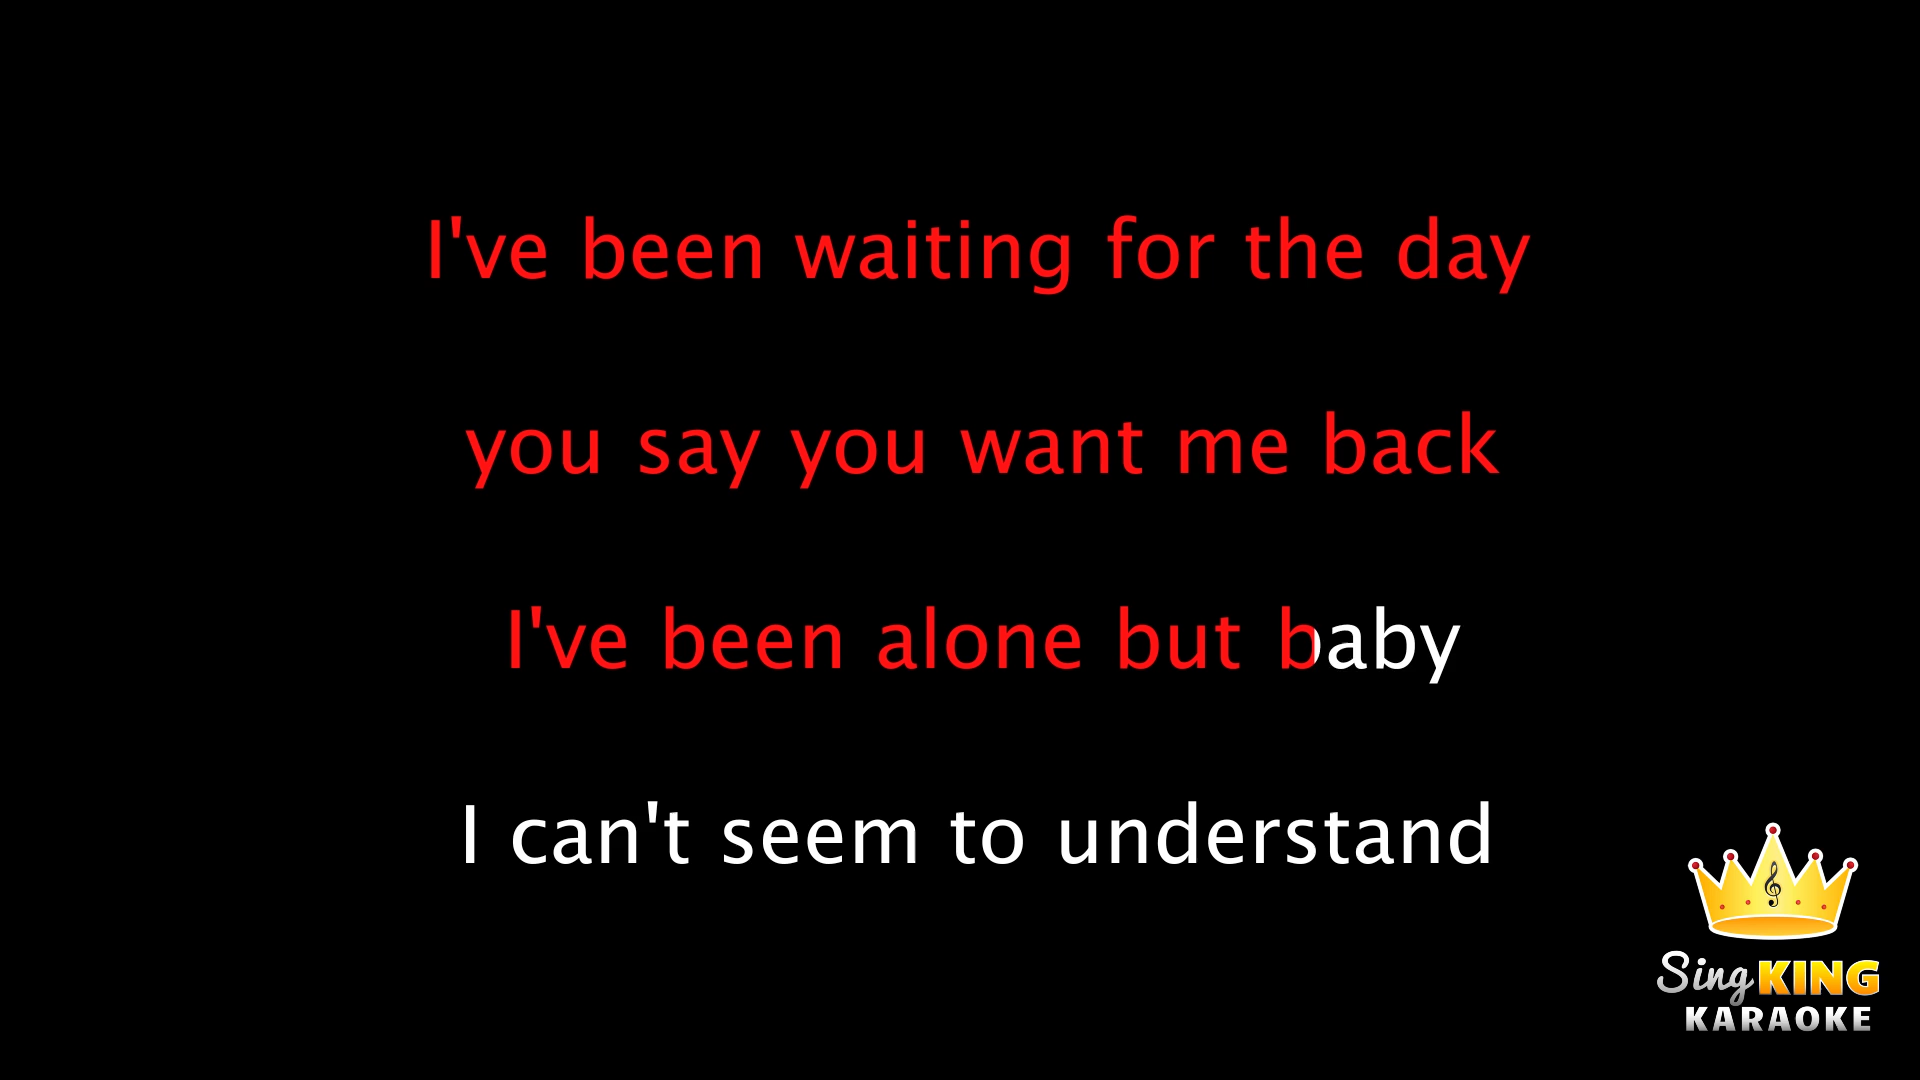 I've been waiting for the day
you say you want me back
I've been alone but baby
I can't seem to understand
Sing KING
KARAOKE